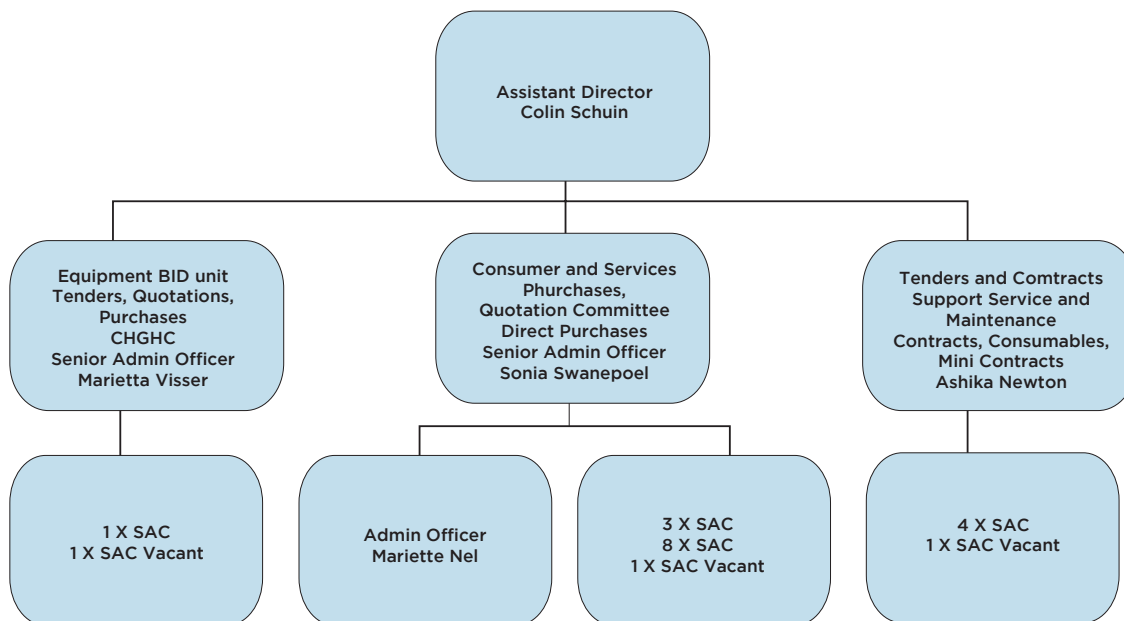 Assistant Director
Colin Schuin
Equipment BID unit
Tenders, Quotations,
Purchases
CHGHC
Senior Admin Officer
Marietta Visser
Consumer and Services
Phurchases,
Quotation Committee
Direct Purchases
Senior Admin Officer
Sonia Swanepoel
Tenders and Comtracts
Support Service and
Maintenance
Contracts, Consumables,
Mini Contracts
Ashika Newton
1 X SAC
1 X SAC Vacant
Admin Officer
Mariette Nel
3 X SAC
8 X SAC
1 X SAC Vacant
4 X SAC
1 X SAC Vacant